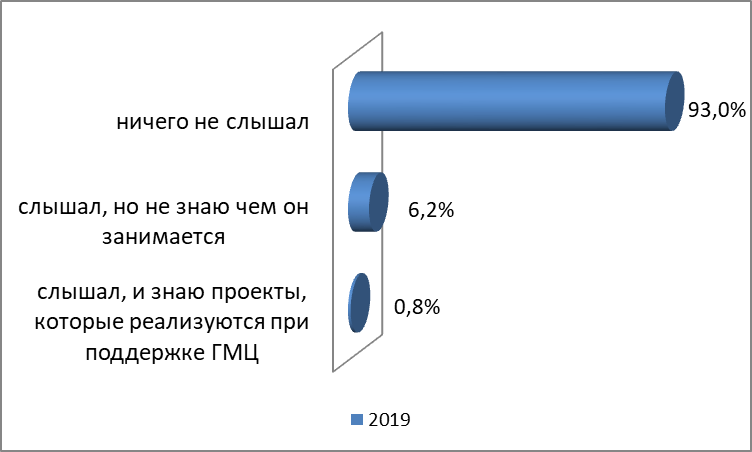 ничего не слышал
93,0%
слышал, но не знаю чем он
занимается
6,2%
слышал, и знаю проекты,
которые реализуются при
поддержке ГМЦ
0,8%
2019